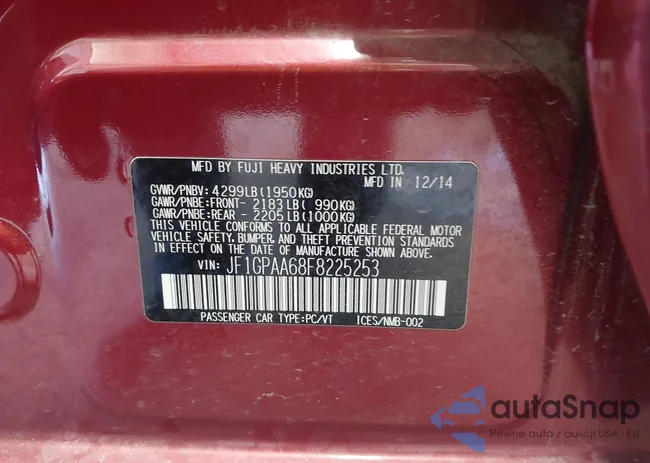 MFD BY FUJI HEAVY INDUSTRIES LTD.
MFD IN 12/14
GVWR/PNBV: 4299LB(1950KG)
GAWR/PNBE:FRONT- 2183LB( 990KG)
GAWR/PNBE:REAR - 2205LB(1000KG)
THIS VEHICLE CONFORMS TO ALL APPLICABLE FEDERAL MOTOR
VEHICLE SAFETY, BUMPER, AND THEFT PREVENTION STANDARDS
IN EFFECT ON THE DATE OF MANUFACTURE SHOWN ABOVE.
VIN: JF1GPAA68F8225253
PASSENGER CAR TYPE:PC/VT ICES/NMB-002
autaSnap
Pewne auto z aukcji USA - EU